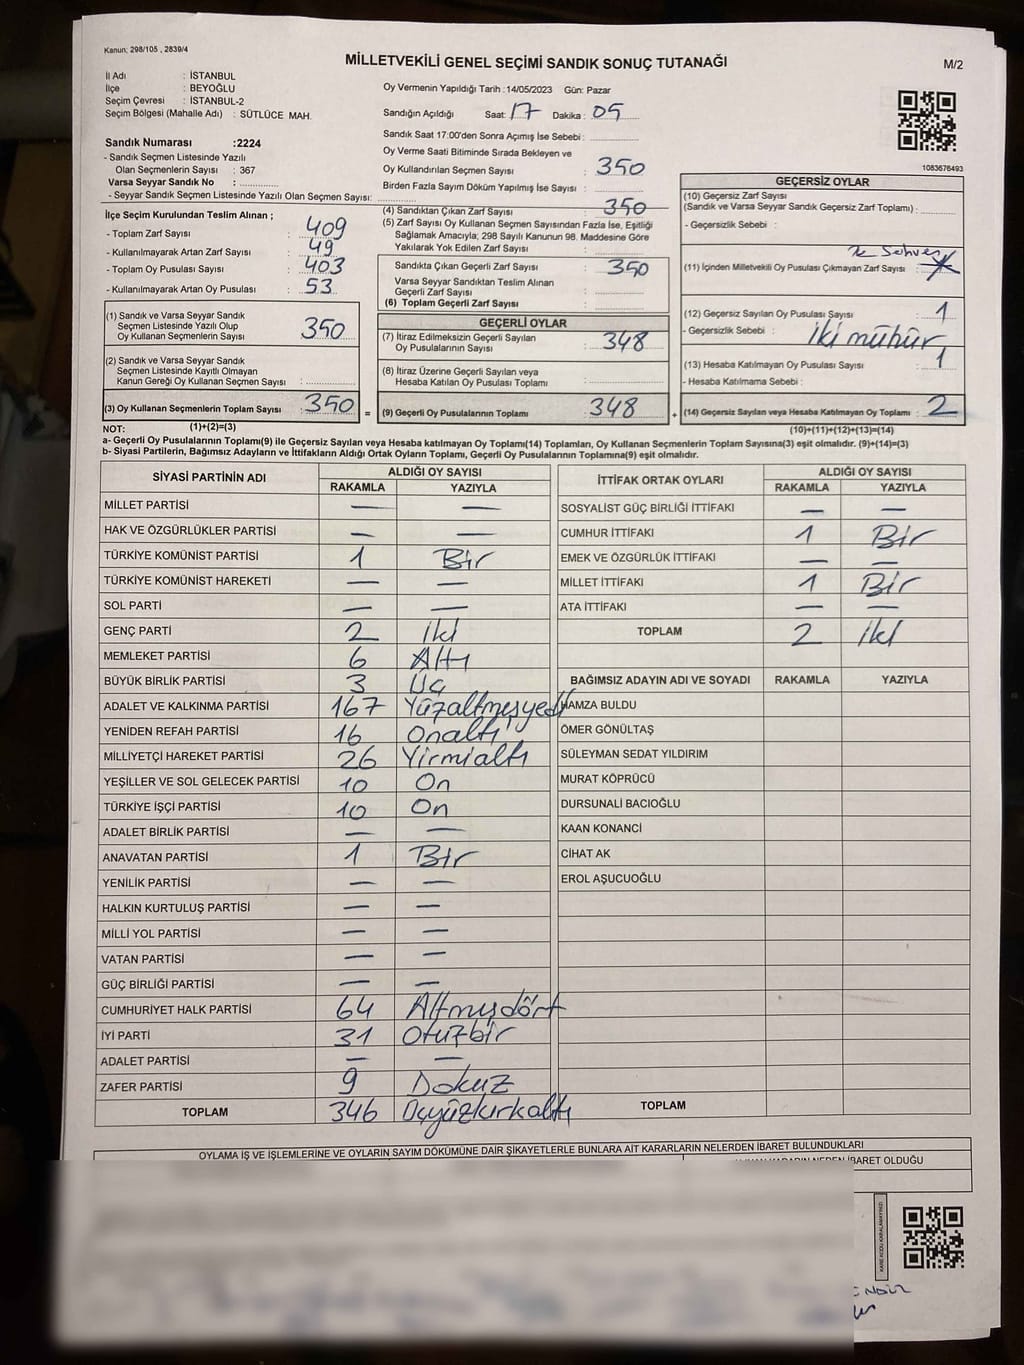 Kanun: 298/105 , 2839/4
MİLLETVEKİLİ GENEL SEÇİMİ SANDIK SONUÇ TUTANAĞI
M/2
İl Adı : İSTANBUL
İlçe : BEYOĞLU
Seçim Çevresi : İSTANBUL-2
Seçim Bölgesi (Mahalle Adı) : SÜTLÜCE MAH.
Sandık Numarası :2224
- Sandık Seçmen Listesinde Yazılı
Olan Seçmenlerin Sayısı : 367
Varsa Seyyar Sandık No :
- Seyyar Sandık Seçmen Listesinde Yazılı Olan Seçmen Sayısı:
İlçe Seçim Kurulundan Teslim Alınan ;
- Toplam Zarf Sayısı : 409
- Kullanılmayarak Artan Zarf Sayısı : 49
- Toplam Oy Pusulası Sayısı : 403
- Kullanılmayarak Artan Oy Pusulası : 53
(1) Sandık ve Varsa Seyyar Sandık
Seçmen Listesinde Yazılı Olup
Oy Kullanan Seçmenlerin Sayısı : 350
(2) Sandık ve Varsa Seyyar Sandık
Seçmen Listesinde Kayıtlı Olmayan
Kanun Gereği Oy Kullanan Seçmen Sayısı :
(3) Oy Kullanan Seçmenlerin Toplam Sayısı : 350 =
Oy Vermenin Yapıldığı Tarih :14/05/2023 Gün: Pazar
Sandığın Açıldığı Saat: 17 Dakika : 05
Sandık Saat 17:00'den Sonra Açımış İse Sebebi :
Oy Verme Saati Bitiminde Sırada Bekleyen ve
Oy Kullandırılan Seçmen Sayısı : 350
Birden Fazla Sayım Döküm Yapılmış İse Sayısı :
(4) Sandıktan Çıkan Zarf Sayısı : 350
(5) Zarf Sayısı Oy Kullanan Seçmen Sayısından Fazla İse, Eşitliği
Sağlamak Amacıyla; 298 Sayılı Kanunun 98. Maddesine Göre
Yakılarak Yok Edilen Zarf Sayısı :
Sandıkta Çıkan Geçerli Zarf Sayısı : 350
Varsa Seyyar Sandıktan Teslim Alınan
Geçerli Zarf Sayısı :
(6) Toplam Geçerli Zarf Sayısı :
GEÇERLİ OYLAR
(7) İtiraz Edilmeksizin Geçerli Sayılan
Oy Pusulalarının Sayısı : 348
(8) İtiraz Üzerine Geçerli Sayılan veya
Hesaba Katılan Oy Pusulası Toplamı :
(9) Geçerli Oy Pusulalarının Toplamı : 348 +
1083676493
GEÇERSİZ OYLAR
(10) Geçersiz Zarf Sayısı
(Sandık ve Varsa Seyyar Sandık Geçersiz Zarf Toplamı) :
- Geçersizlik Sebebi :
(11) İçinden Milletvekili Oy Pusulası Çıkmayan Zarf Sayısı :
(12) Geçersiz Sayılan Oy Pusulası Sayısı : 1
- Geçersizlik Sebebi : iki mühür
(13) Hesaba Katılmayan Oy Pusulası Sayısı : 1
- Hesaba Katılmama Sebebi :
(14) Geçersiz Sayılan veya Hesaba Katılmayan Oy Toplamı : 2
NOT: (1)+(2)=(3) (10)+(11)+(12)+(13)=(14)
a- Geçerli Oy Pusulalarının Toplamı(9) ile Geçersiz Sayılan veya Hesaba katılmayan Oy Toplamı(14) Toplamları, Oy Kullanan Seçmenlerin Toplam Sayısına(3) eşit olmalıdır. (9)+(14)=(3)
b- Siyasi Partilerin, Bağımsız Adayların ve İttifakların Aldığı Ortak Oyların Toplamı, Geçerli Oy Pusulalarının Toplamına(9) eşit olmalıdır.
SİYASİ PARTİNİN ADI ALDIĞI OY SAYISI
RAKAMLA YAZIYLA
MİLLET PARTİSİ — —
HAK VE ÖZGÜRLÜKLER PARTİSİ — —
TÜRKİYE KOMÜNİST PARTİSİ 1 Bir
TÜRKİYE KOMÜNİST HAREKETİ — —
SOL PARTİ — —
GENÇ PARTİ 2 iki
MEMLEKET PARTİSİ 6 Altı
BÜYÜK BİRLİK PARTİSİ 3 Üç
ADALET VE KALKINMA PARTİSİ 167 Yüzaltmışyedi
YENİDEN REFAH PARTİSİ 16 Onaltı
MİLLİYETÇİ HAREKET PARTİSİ 26 Yirmialtı
YEŞİLLER VE SOL GELECEK PARTİSİ 10 On
TÜRKİYE İŞÇİ PARTİSİ 10 On
ADALET BİRLİK PARTİSİ — —
ANAVATAN PARTİSİ 1 Bir
YENİLİK PARTİSİ — —
HALKIN KURTULUŞ PARTİSİ — —
MİLLİ YOL PARTİSİ — —
VATAN PARTİSİ — —
GÜÇ BİRLİĞİ PARTİSİ — —
CUMHURİYET HALK PARTİSİ 64 Altmışdört
İYİ PARTİ 31 Otuzbir
ADALET PARTİSİ — —
ZAFER PARTİSİ 9 Dokuz
TOPLAM 346 Üçyüzkırkaltı
İTTİFAK ORTAK OYLARI ALDIĞI OY SAYISI
RAKAMLA YAZIYLA
SOSYALİST GÜÇ BİRLİĞİ İTTİFAKI — —
CUMHUR İTTİFAKI 1 Bir
EMEK VE ÖZGÜRLÜK İTTİFAKI — —
MİLLET İTTİFAKI 1 Bir
ATA İTTİFAKI — —
TOPLAM 2 iki
BAĞIMSIZ ADAYIN ADI VE SOYADI RAKAMLA YAZIYLA
HAMZA BULDU
ÖMER GÖNÜLTAŞ
SÜLEYMAN SEDAT YILDIRIM
MURAT KÖPRÜCÜ
DURSUNALİ BACIOĞLU
KAAN KONANCİ
CİHAT AK
EROL AŞUCUOĞLU
TOPLAM
OYLAMA İŞ VE İŞLEMLERİNE VE OYLARIN SAYIM DÖKÜMÜNE DAİR ŞİKAYETLERLE BUNLARA AİT KARARLARIN NELERDEN İBARET BULUNDUKLARI
İBARET OLDUĞU